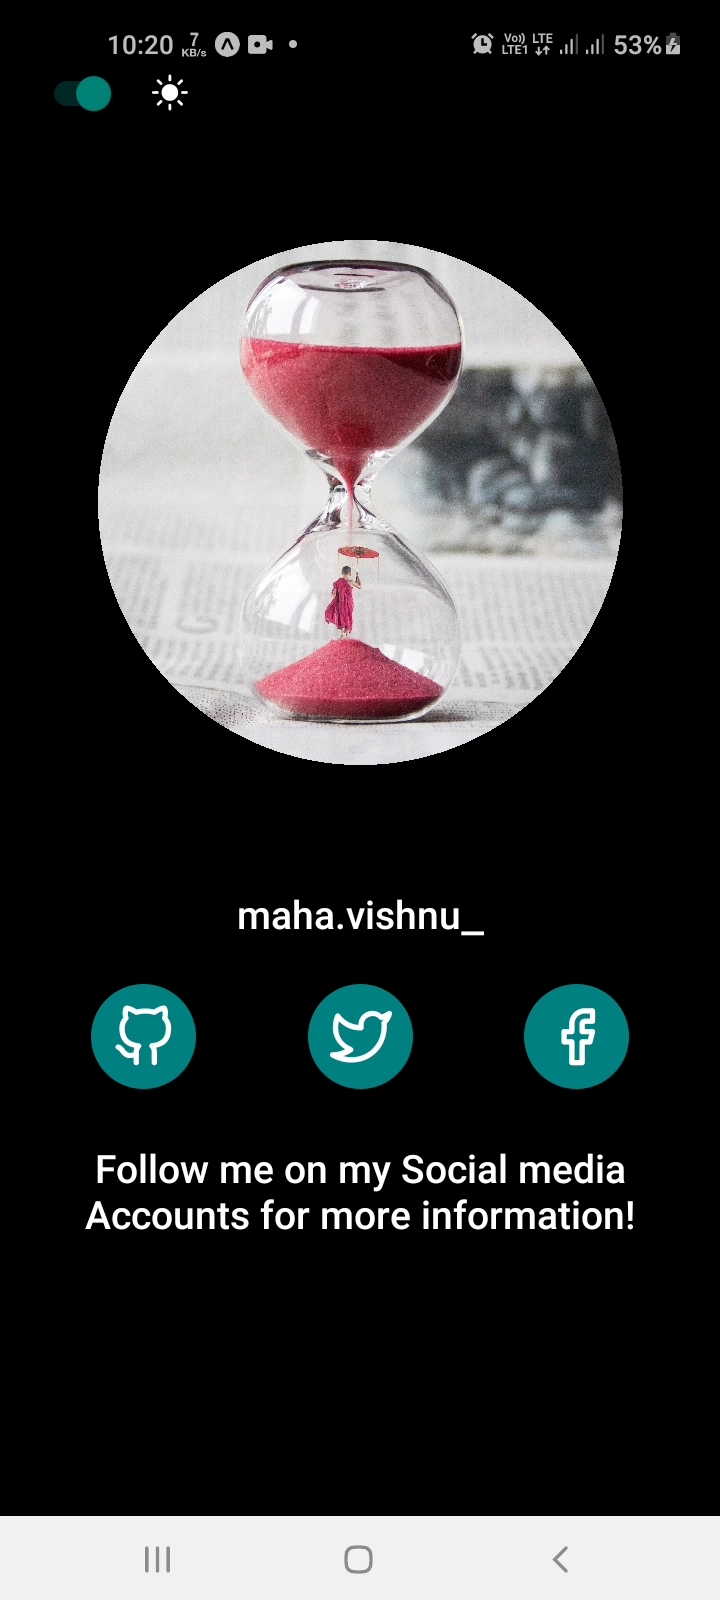 10:20 7 KB/s Vo)) LTE1 LTE 53%
maha.vishnu_
Follow me on my Social media
Accounts for more information!